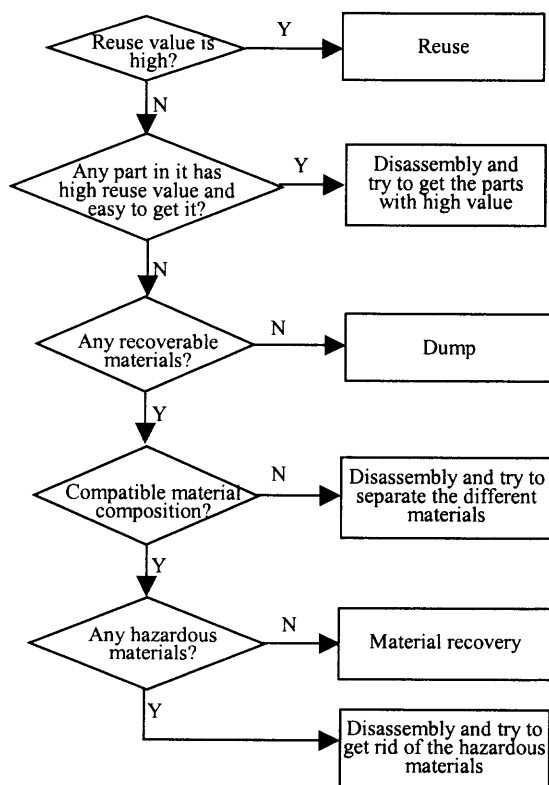 Reuse value is
high?
Y
Reuse
N
Any part in it has
high reuse value and
easy to get it?
Y
Disassembly and
try to get the parts
with high value
N
Any recoverable
materials?
N
Dump
Y
Compatible material
composition?
N
Disassembly and try to
separate the different
materials
Y
Any hazardous
materials?
N
Material recovery
Y
Disassembly and try to
get rid of the hazardous
materials